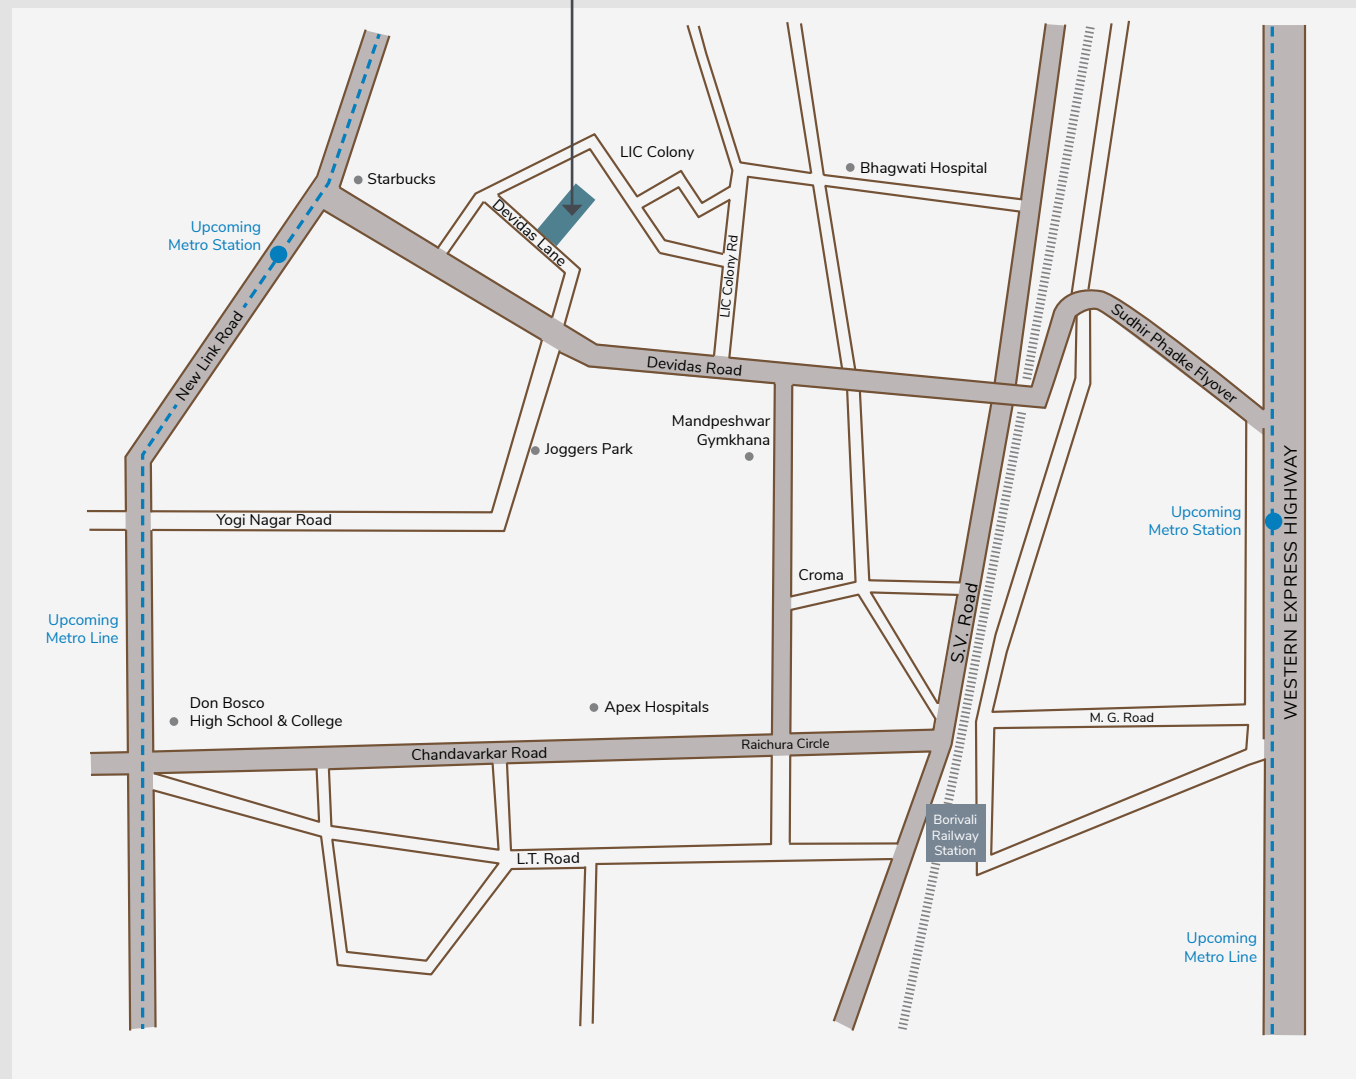 LIC Colony
Bhagwati Hospital
Starbucks
Devidas Lane
Upcoming
Metro Station
LIC Colony Rd
New Link Road
Sudhir Phadke Flyover
Devidas Road
Mandpeshwar
Gymkhana
Joggers Park
WESTERN EXPRESS HIGHWAY
Yogi Nagar Road
Upcoming
Metro Station
Croma
S.V. Road
Upcoming
Metro Line
Don Bosco
High School & College
Apex Hospitals
M. G. Road
Chandavarkar Road
Raichura Circle
Borivali
Railway
Station
L.T. Road
Upcoming
Metro Line